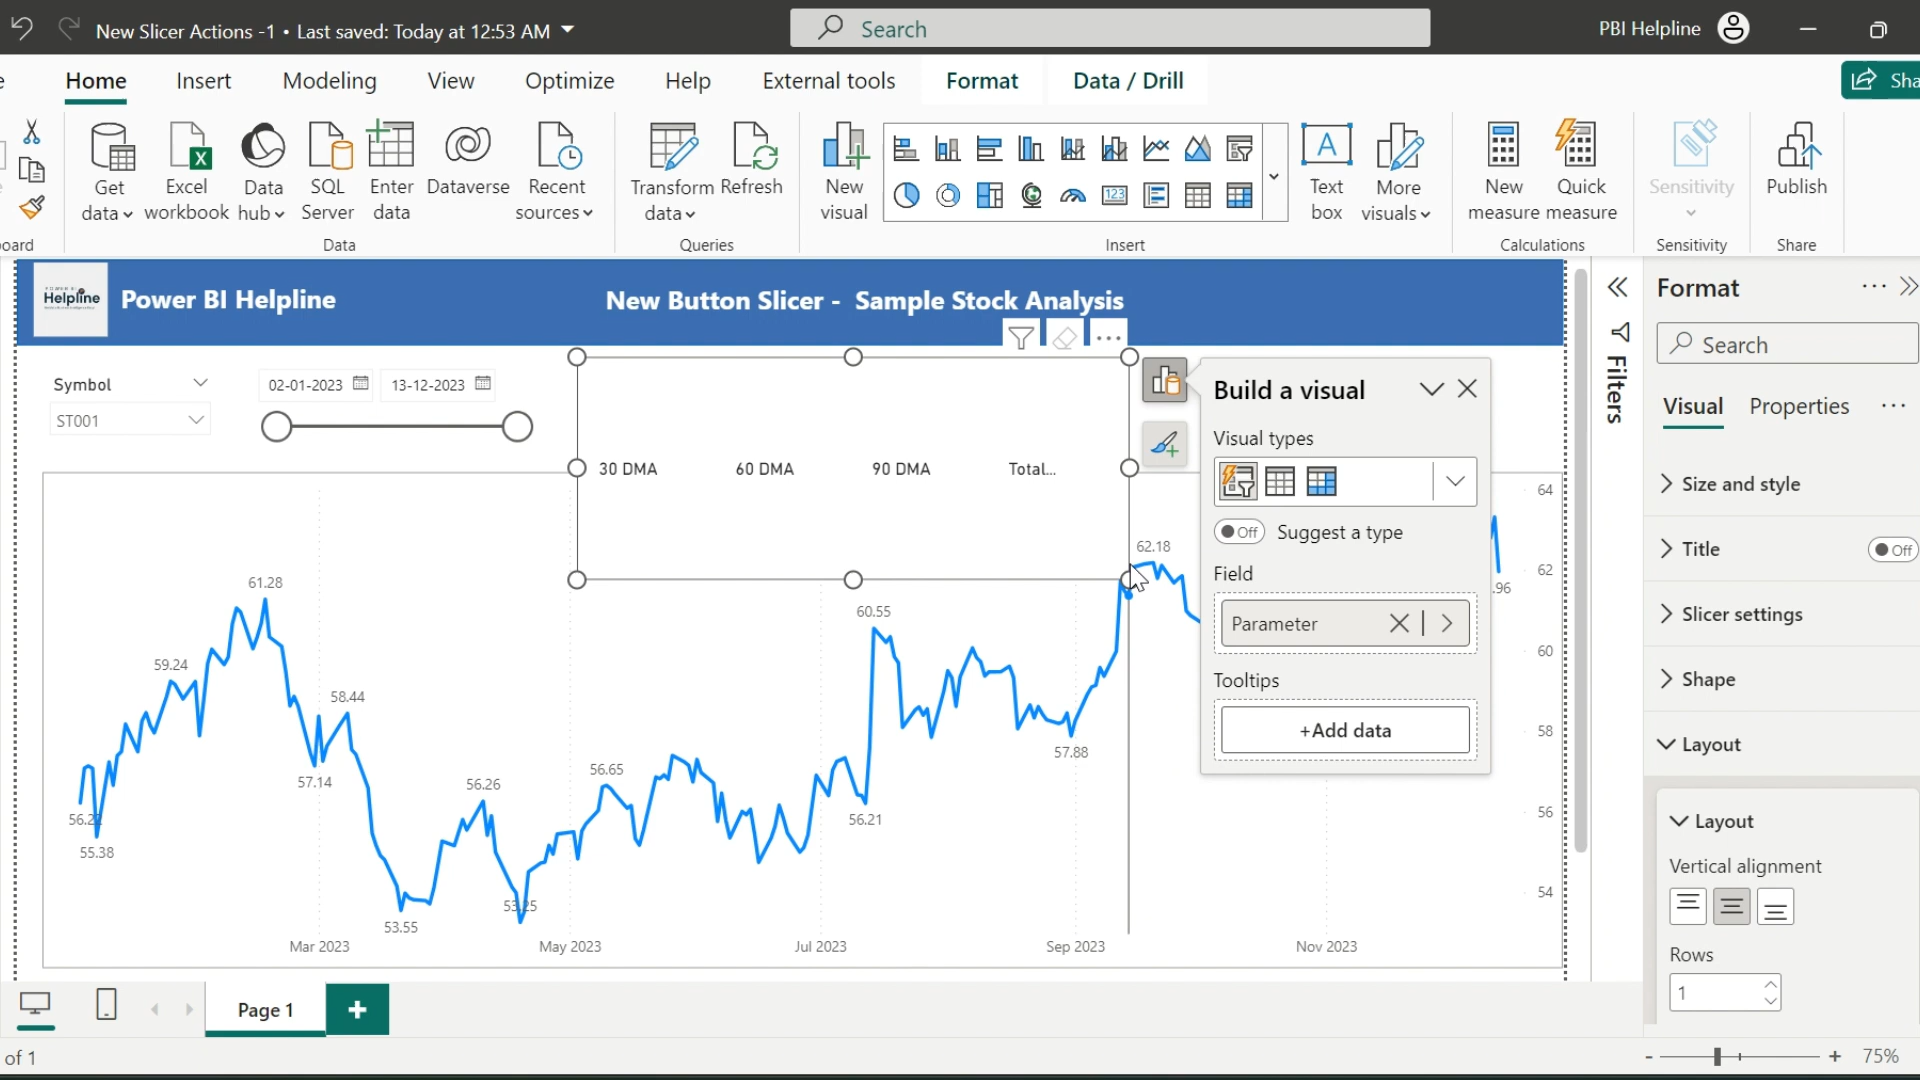 New Slicer Actions -1 • Last saved: Today at 12:53 AM
Search
PBI Helpline
Home
Insert
Modeling
View
Optimize
Help
External tools
Format
Data / Drill
Sha
Get
data
Excel
workbook
Data
hub
SQL
Server
Enter
data
Dataverse
Recent
sources
Transform
data
Refresh
New
visual
Text
box
More
visuals
New
measure
Quick
measure
Sensitivity
Publish
oard
Data
Queries
Insert
Calculations
Sensitivity
Share
Helpline
Power BI Helpline
New Button Slicer - Sample Stock Analysis
Symbol
ST001
02-01-2023
13-12-2023
30 DMA
60 DMA
90 DMA
Total...
61.28
59.24
58.44
57.14
56.22
55.38
53.55
56.26
53.25
56.65
60.55
56.21
57.88
62.18
.96
64
62
60
58
56
54
Mar 2023
May 2023
Jul 2023
Sep 2023
Nov 2023
Build a visual
Visual types
Off
Suggest a type
Field
Parameter
Tooltips
+Add data
Filters
Format
Search
Visual
Properties
Size and style
Title
Off
Slicer settings
Shape
Layout
Layout
Vertical alignment
Rows
1
Page 1
of 1
75%